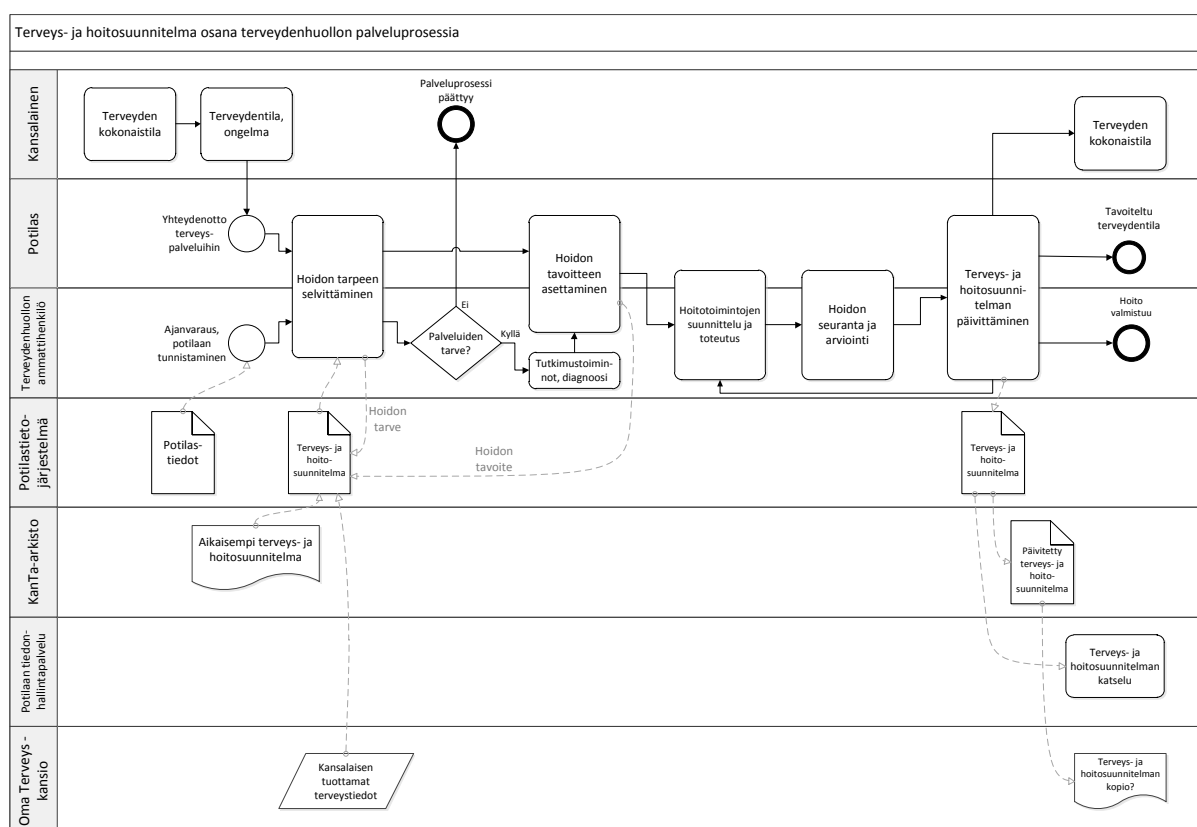 Terveys- ja hoitosuunnitelma osana terveydenhuollon palveluprosessia
Kansalainen
Terveyden
kokonaistila
Terveydentila,
ongelma
Palveluprosessi
päättyy
Terveyden
kokonaistila
Potilas
Yhteydenotto
terveys-
palveluihin
Hoidon tarpeen
selvittäminen
Hoidon
tavoitteen
asettaminen
Terveys- ja
hoitosuunni-
telman
päivittäminen
Tavoiteltu
terveydentila
Terveydenhuollon
ammattihenkilö
Ajanvaraus,
potilaan
tunnistaminen
Palveluiden
tarve?
Ei
Kyllä
Tutkimustoimin-
not, diagnoosi
Hoitotoimintojen
suunnittelu ja
toteutus
Hoidon
seuranta ja
arviointi
Hoito
valmistuu
Potilastieto-
järjestelmä
Potilas-
tiedot
Terveys- ja
hoito-
suunnitelma
Hoidon
tarve
Hoidon
tavoite
Terveys- ja
hoito-
suunnitelma
KanTa-arkisto
Aikaisempi terveys- ja
hoitosuunnitelma
Päivitetty
terveys- ja
hoito-
suunnitelma
Potilaan tiedon-
hallintapalvelu
Terveys- ja
hoitosuunnitelman
katselu
Oma Terveys -
kansio
Kansalaisen
tuottamat
terveystiedot
Terveys- ja
hoitosuunnitelman
kopio?